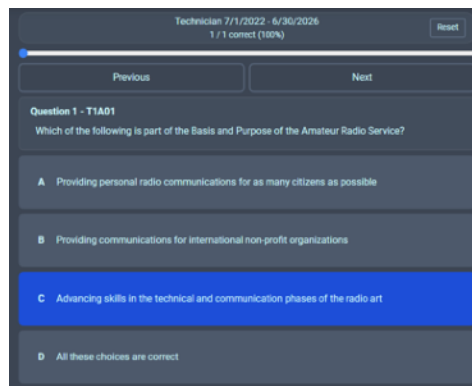 Technician 7/1/2022 - 6/30/2026
1 / 1 correct (100%)
Reset
Previous
Next
Question 1 - T1A01
Which of the following is part of the Basis and Purpose of the Amateur Radio Service?
A Providing personal radio communications for as many citizens as possible
B Providing communications for international non-profit organizations
C Advancing skills in the technical and communication phases of the radio art
D All these choices are correct